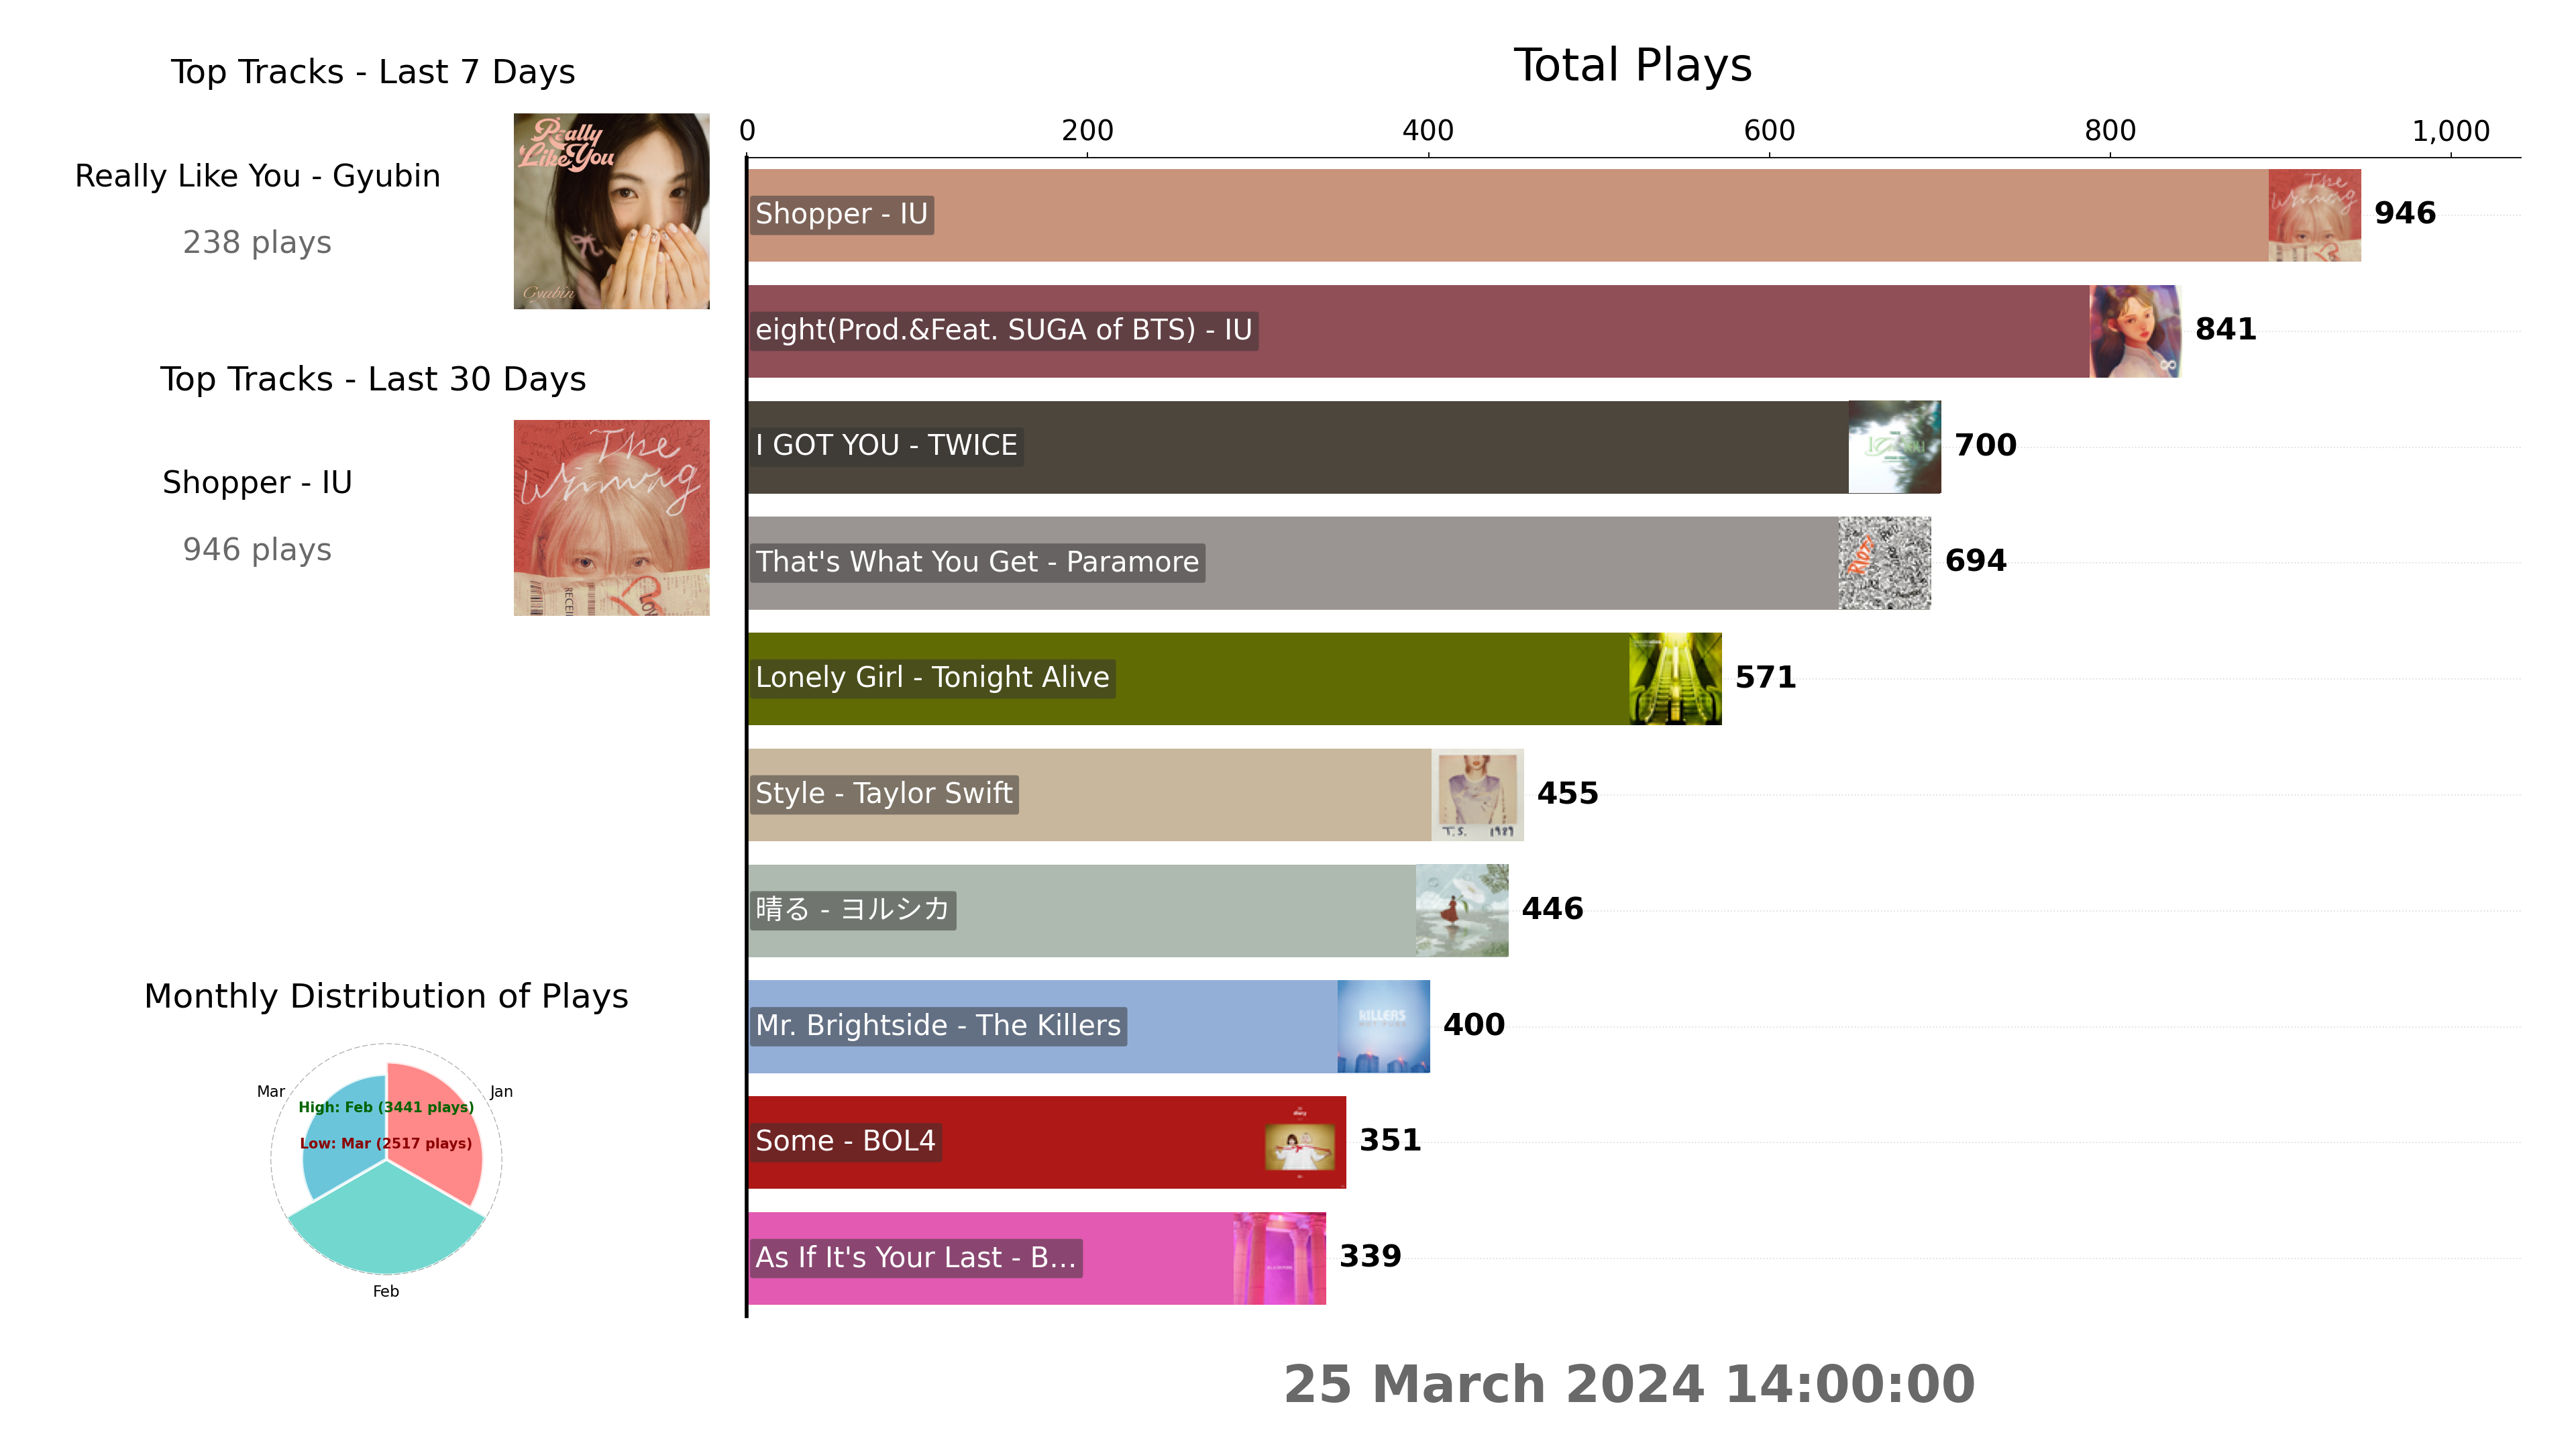 Top Tracks - Last 7 Days
Really Like You - Gyubin
238 plays
Really
Like You
Gyubin
Top Tracks - Last 30 Days
Shopper - IU
946 plays
The
Winning
Monthly Distribution of Plays
Mar
Jan
High: Feb (3441 plays)
Low: Mar (2517 plays)
Feb
Total Plays
0 200 400 600 800 1,000
Shopper - IU
The
Winning
946
eight(Prod.&Feat. SUGA of BTS) - IU
841
I GOT YOU - TWICE
700
That's What You Get - Paramore
RIOT!
694
Lonely Girl - Tonight Alive
571
Style - Taylor Swift
T.S. 1989
455
晴る - ヨルシカ
446
Mr. Brightside - The Killers
KILLERS
400
Some - BOL4
351
As If It's Your Last - B...
339
25 March 2024 14:00:00